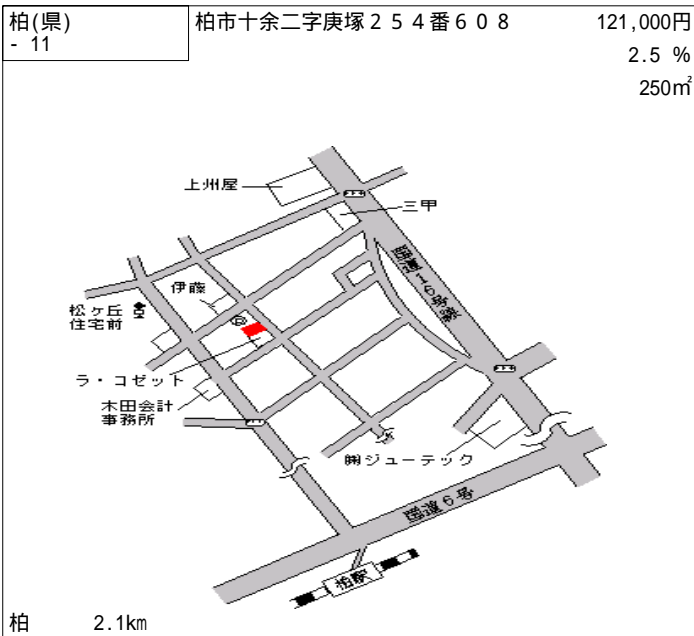 柏(県)
- 11
柏市十余二字庚塚２５４番６０８
121,000円
2.5 %
250㎡
上州屋
三甲
国道16号線
伊藤
松ヶ丘
住宅前
ラ・コゼット
木田会計
事務所
㈱ジューテック
国道6号
柏駅
柏 2.1km